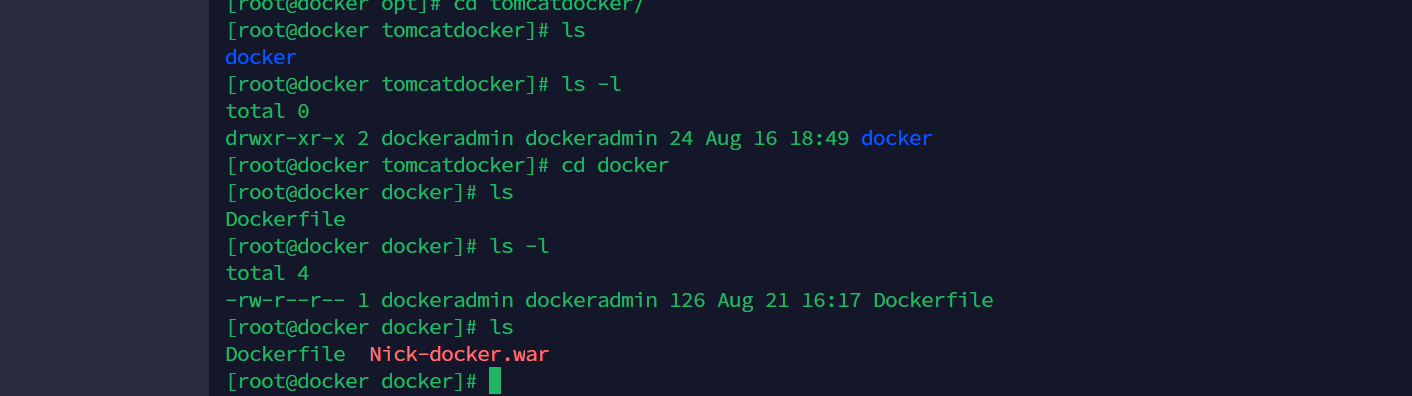 [root@docker opt]# cd tomcatdocker/
[root@docker tomcatdocker]# ls
docker
[root@docker tomcatdocker]# ls -l
total 0
drwxr-xr-x 2 dockeradmin dockeradmin 24 Aug 16 18:49 docker
[root@docker tomcatdocker]# cd docker
[root@docker docker]# ls
Dockerfile
[root@docker docker]# ls -l
total 4
-rw-r--r-- 1 dockeradmin dockeradmin 126 Aug 21 16:17 Dockerfile
[root@docker docker]# ls
Dockerfile  Nick-docker.war
[root@docker docker]#